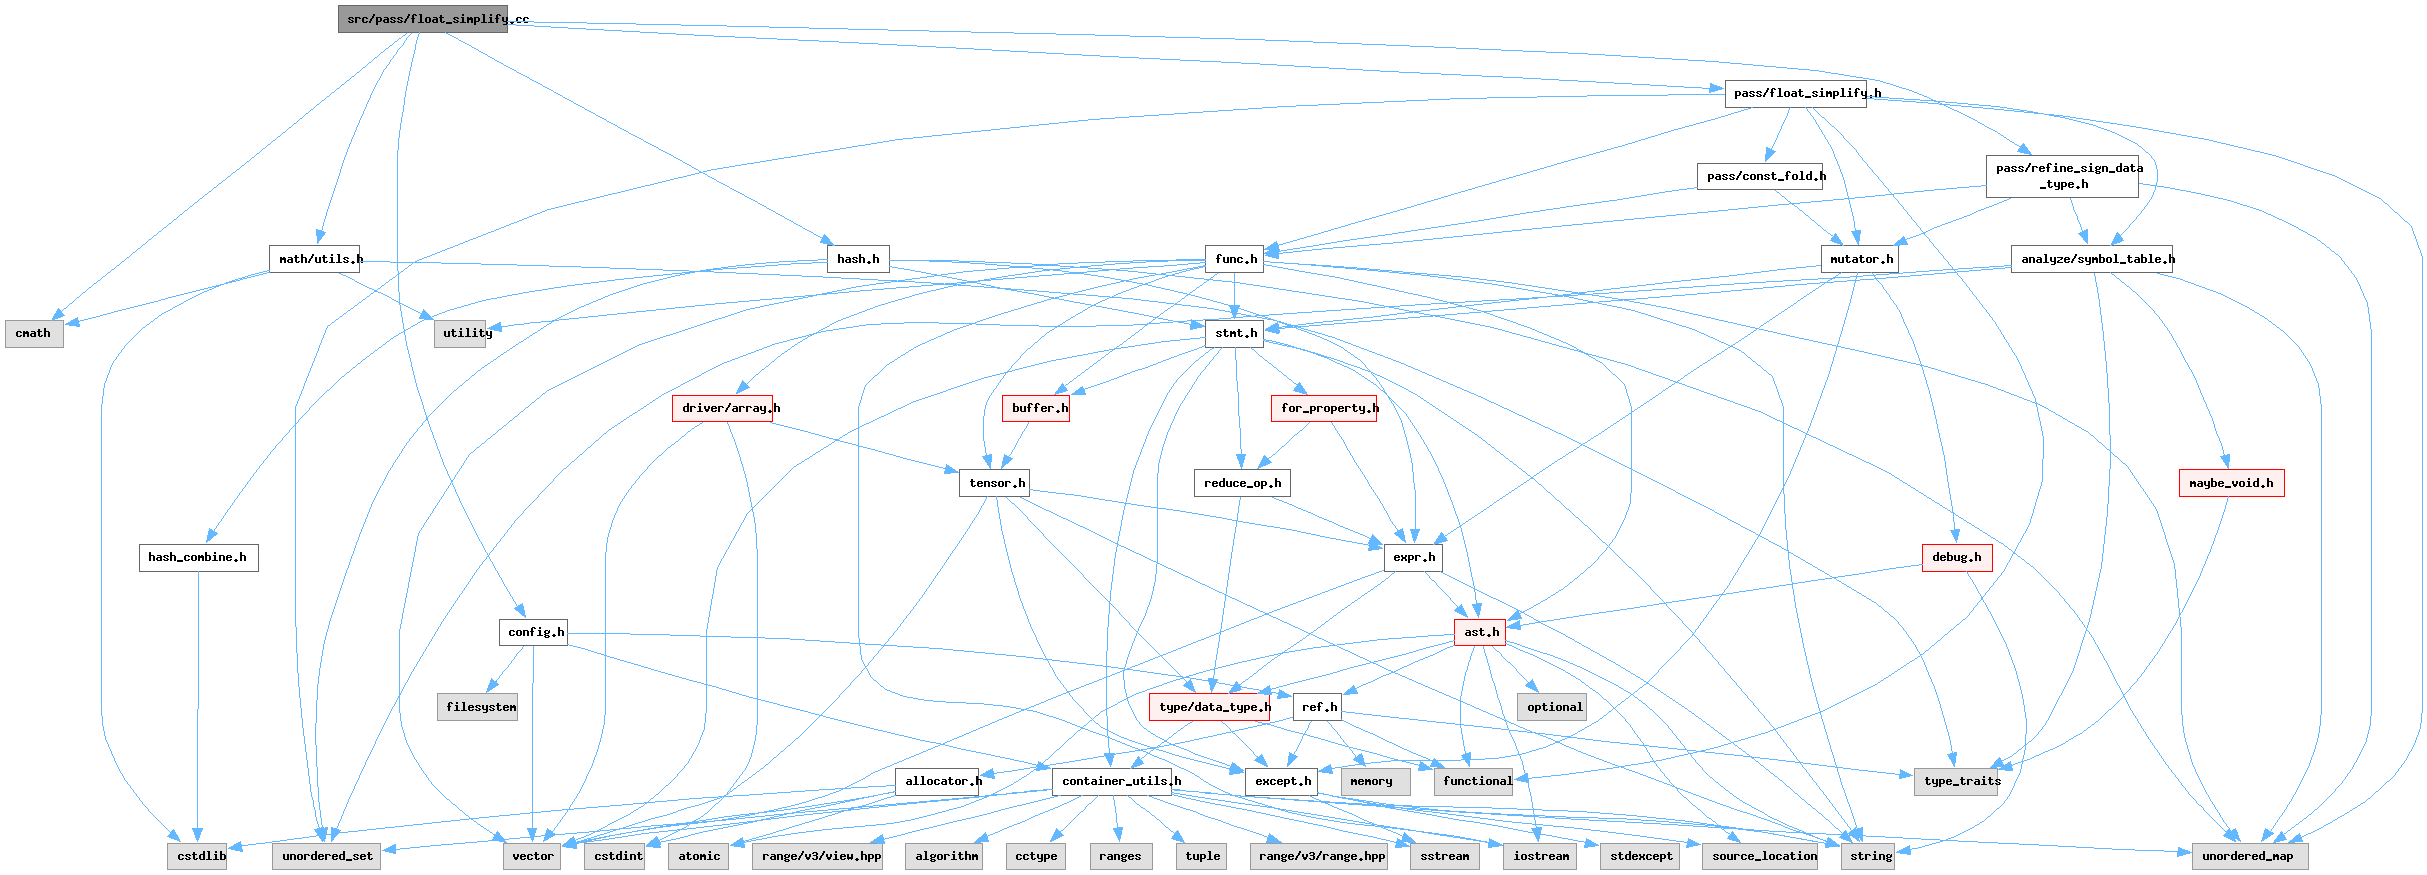 src/pass/float_simplify.cc
pass/float_simplify.h
pass/const_fold.h
pass/refine_sign_data
_type.h
math/utils.h
hash.h
func.h
mutator.h
analyze/symbol_table.h
cmath
utility
stmt.h
driver/array.h
buffer.h
for_property.h
tensor.h
reduce_op.h
maybe_void.h
hash_combine.h
expr.h
debug.h
config.h
ast.h
filesystem
type/data_type.h
ref.h
optional
allocator.h
container_utils.h
except.h
memory
functional
type_traits
cstdlib
unordered_set
vector
cstdint
atomic
range/v3/view.hpp
algorithm
cctype
ranges
tuple
range/v3/range.hpp
sstream
iostream
stdexcept
source_location
string
unordered_map